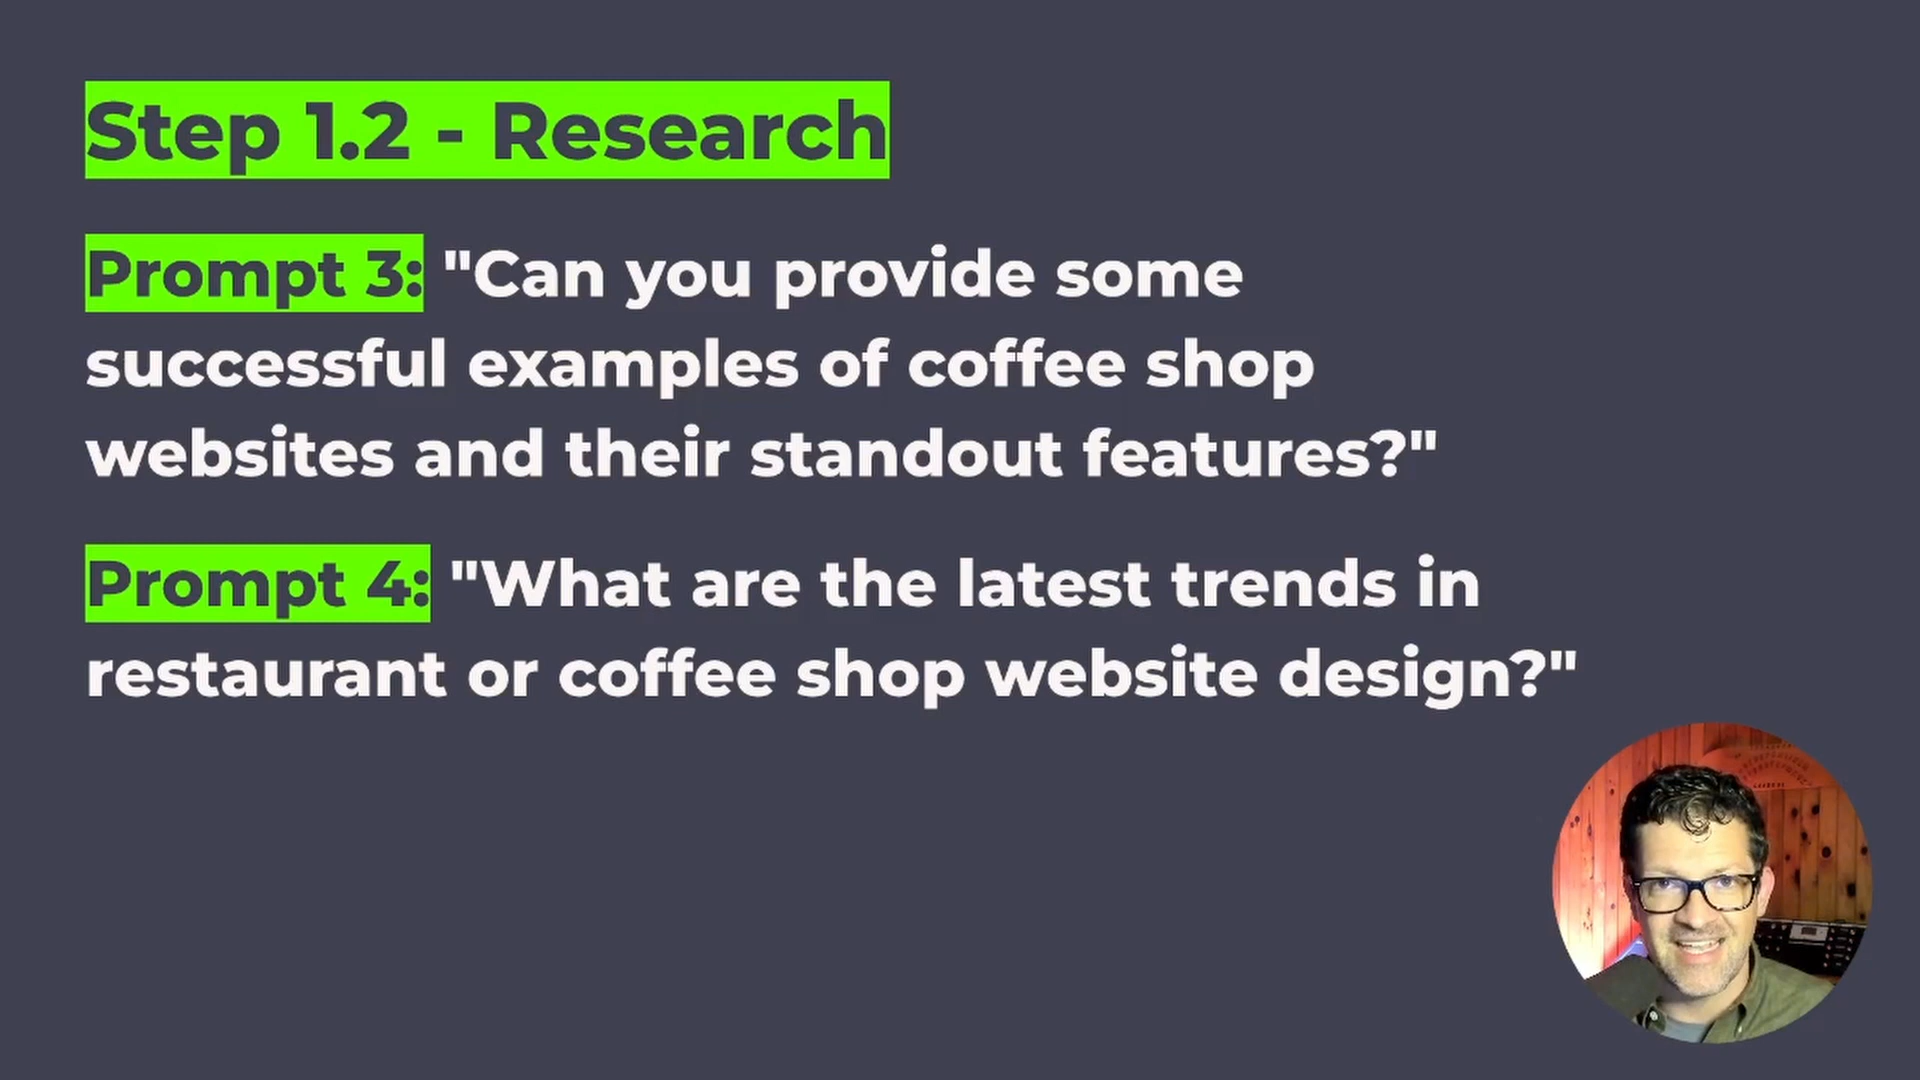 Step 1.2 - Research
Prompt 3: "Can you provide some
successful examples of coffee shop
websites and their standout features?"
Prompt 4: "What are the latest trends in
restaurant or coffee shop website design?"